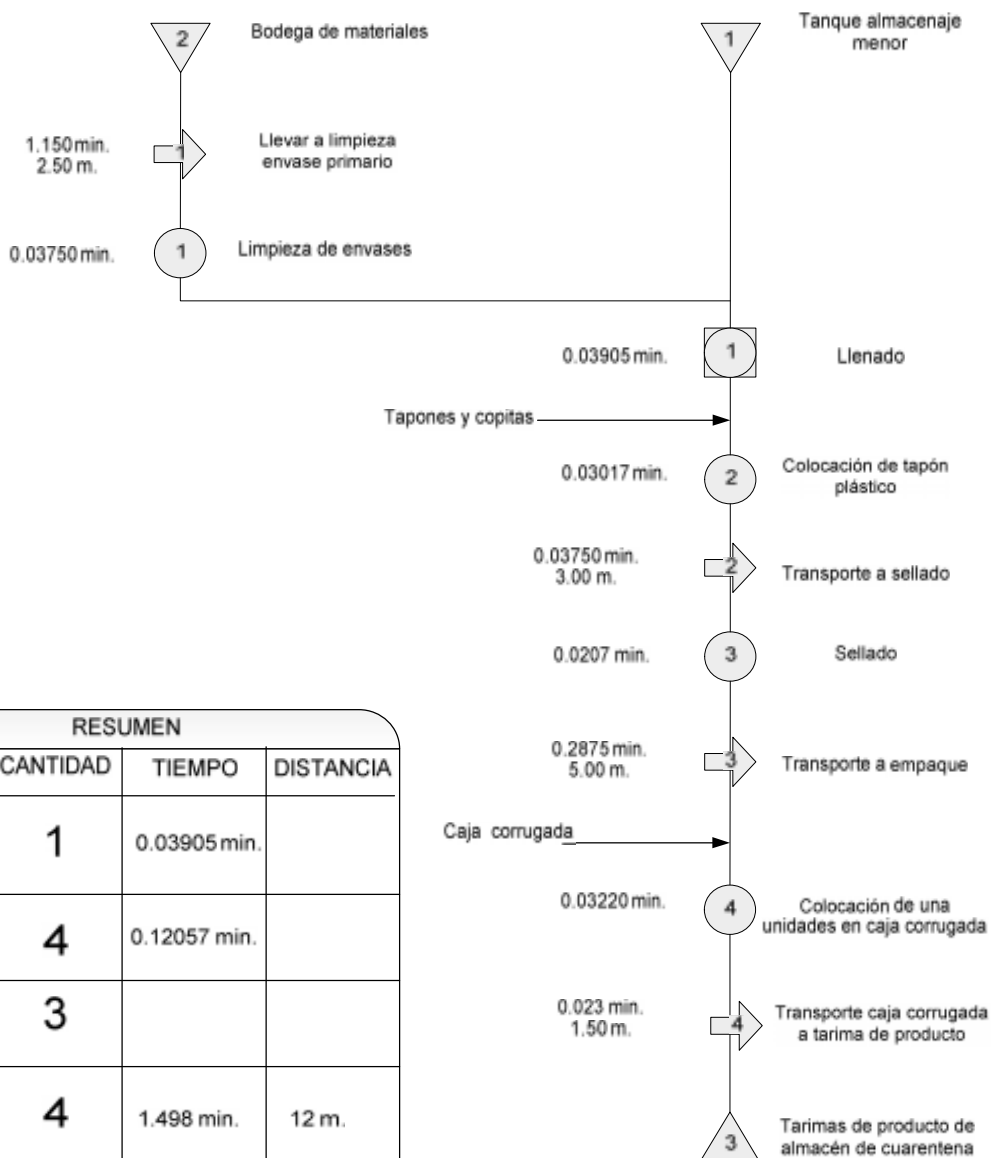 2
Bodega de materiales
1
Tanque almacenaje
menor
1.150 min.
2.50 m.
1
Llevar a limpieza
envase primario
0.03750 min.
1
Limpieza de envases
0.03905 min.
1
Llenado
Tapones y copitas
0.03017 min.
2
Colocación de tapón
plástico
0.03750 min.
3.00 m.
2
Transporte a sellado
0.0207 min.
3
Sellado
0.2875 min.
5.00 m.
3
Transporte a empaque
Caja corrugada
0.03220 min.
4
Colocación de una
unidades en caja corrugada
0.023 min.
1.50 m.
4
Transporte caja corrugada
a tarima de producto
3
Tarimas de producto de
almacén de cuarentena
RESUMEN
CANTIDAD TIEMPO DISTANCIA
1 0.03905 min.
4 0.12057 min.
3
4 1.498 min. 12 m.